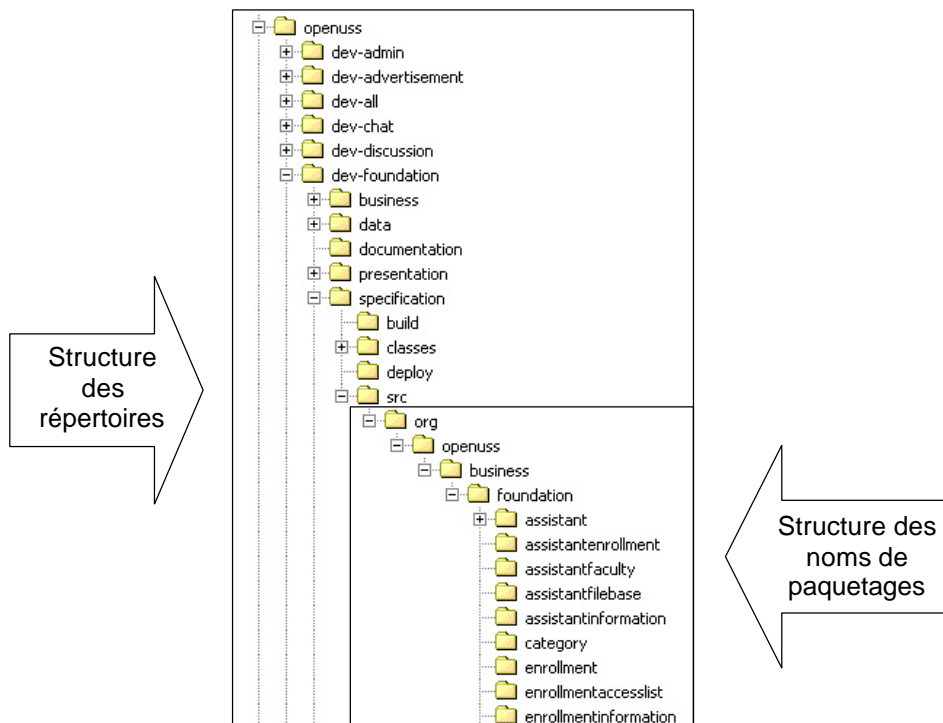 openuss
dev-admin
dev-advertisement
dev-all
dev-chat
dev-discussion
dev-foundation
business
data
documentation
presentation
specification
build
classes
deploy
src
org
openuss
business
foundation
assistant
assistantenrollment
assistantfaculty
assistantfilebase
assistantinformation
category
enrollment
enrollmentaccesslist
enrollmentinformation
Structure
des
répertoires
Structure des
noms de
paquetages